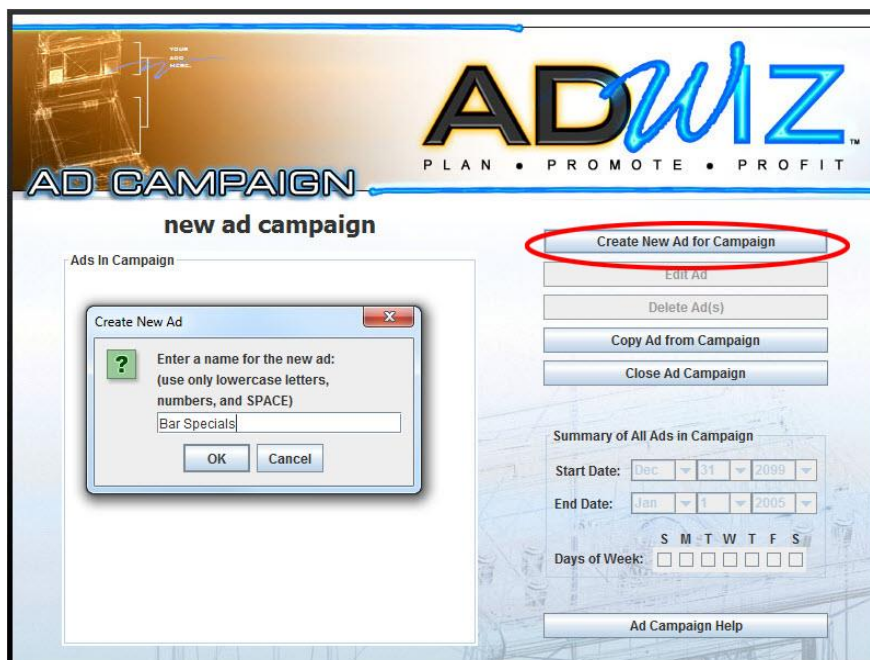 YOUR
ADD
HERE.
ADWIZ™
PLAN • PROMOTE • PROFIT
AD CAMPAIGN
new ad campaign
Create New Ad for Campaign
Ads In Campaign
Edit Ad
Delete Ad(s)
Create New Ad
X
? Enter a name for the new ad:
(use only lowercase letters,
numbers, and SPACE)
Bar Specials
OK Cancel
Copy Ad from Campaign
Close Ad Campaign
Summary of All Ads in Campaign
Start Date: Dec 31 2099
End Date: Jan 1 2005
S M T W T F S
Days of Week:
Ad Campaign Help